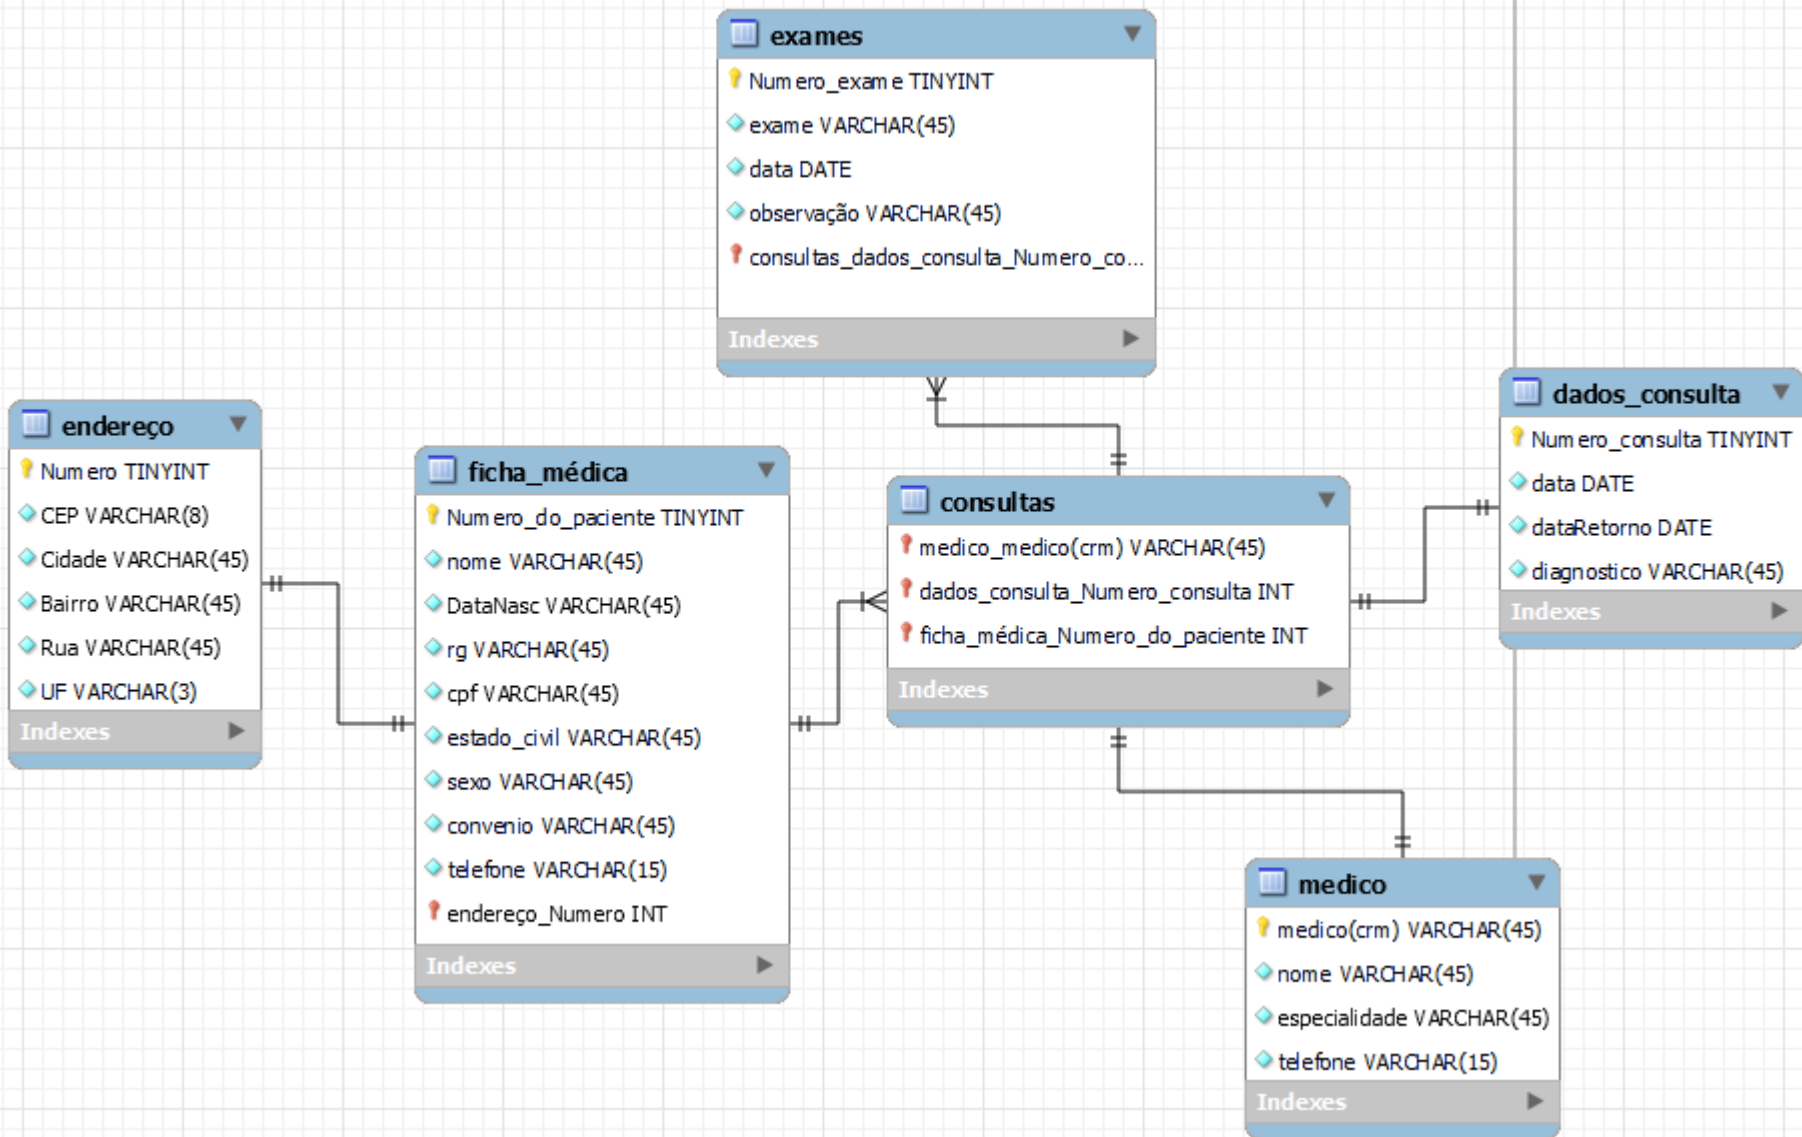 exames
Numero_exame TINYINT
exame VARCHAR(45)
data DATE
observação VARCHAR(45)
consultas_dados_consulta_Numero_co...
Indexes
endereço
Numero TINYINT
CEP VARCHAR(8)
Cidade VARCHAR(45)
Bairro VARCHAR(45)
Rua VARCHAR(45)
UF VARCHAR(3)
Indexes
ficha_médica
Numero_do_paciente TINYINT
nome VARCHAR(45)
DataNasc VARCHAR(45)
rg VARCHAR(45)
cpf VARCHAR(45)
estado_civil VARCHAR(45)
sexo VARCHAR(45)
convenio VARCHAR(45)
telefone VARCHAR(15)
endereço_Numero INT
Indexes
consultas
medico_medico(crm) VARCHAR(45)
dados_consulta_Numero_consulta INT
ficha_médica_Numero_do_paciente INT
Indexes
dados_consulta
Numero_consulta TINYINT
data DATE
dataRetorno DATE
diagnostico VARCHAR(45)
Indexes
medico
medico(crm) VARCHAR(45)
nome VARCHAR(45)
especialidade VARCHAR(45)
telefone VARCHAR(15)
Indexes